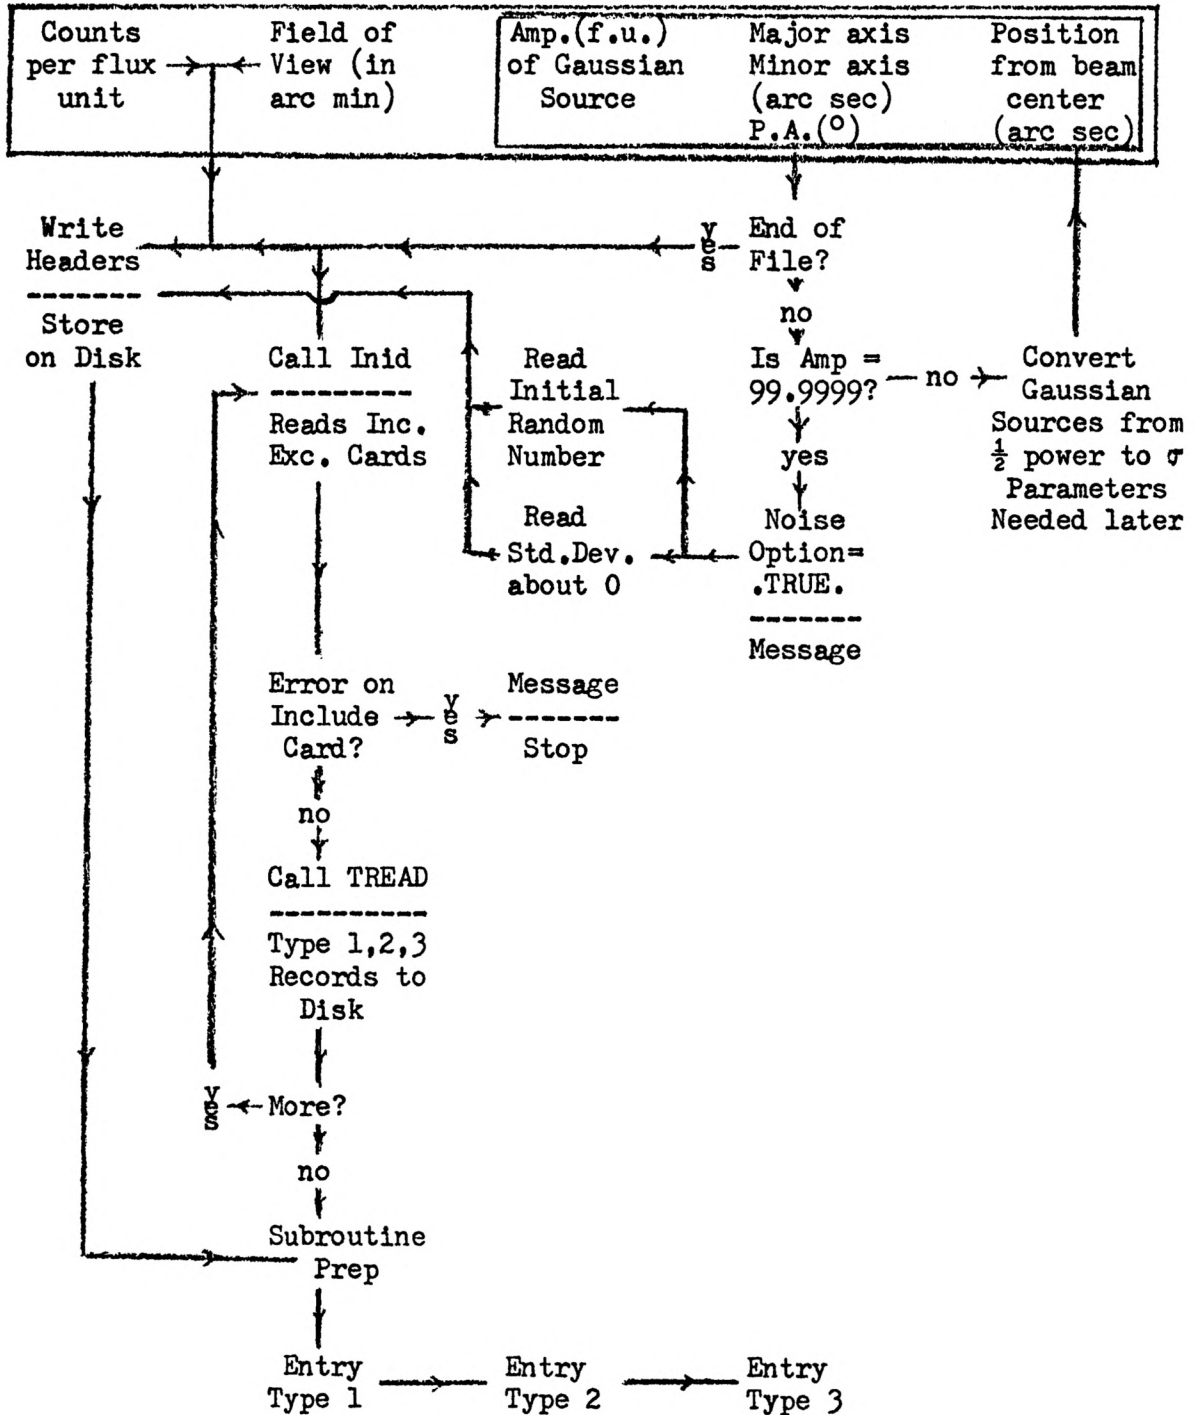 Counts
per flux
unit
Field of
View (in
arc min)
Amp.(f.u.)
of Gaussian
Source
Major axis
Minor axis
(arc sec)
P.A.(°)
Position
from beam
center
(arc sec)
Write
Headers
Store
on Disk
yes
End of
File?
no
Call Inid
Reads Inc.
Exc. Cards
Read
Initial
Random
Number
Is Amp =
99.9999?
no
Convert
Gaussian
Sources from
½ power to σ
Parameters
Needed later
yes
Read
Std.Dev.
about 0
Noise
Option=
.TRUE.
Message
Error on
Include
Card?
yes
Message
Stop
no
Call TREAD
Type 1,2,3
Records to
Disk
yes
More?
no
Subroutine
Prep
Entry
Type 1
Entry
Type 2
Entry
Type 3